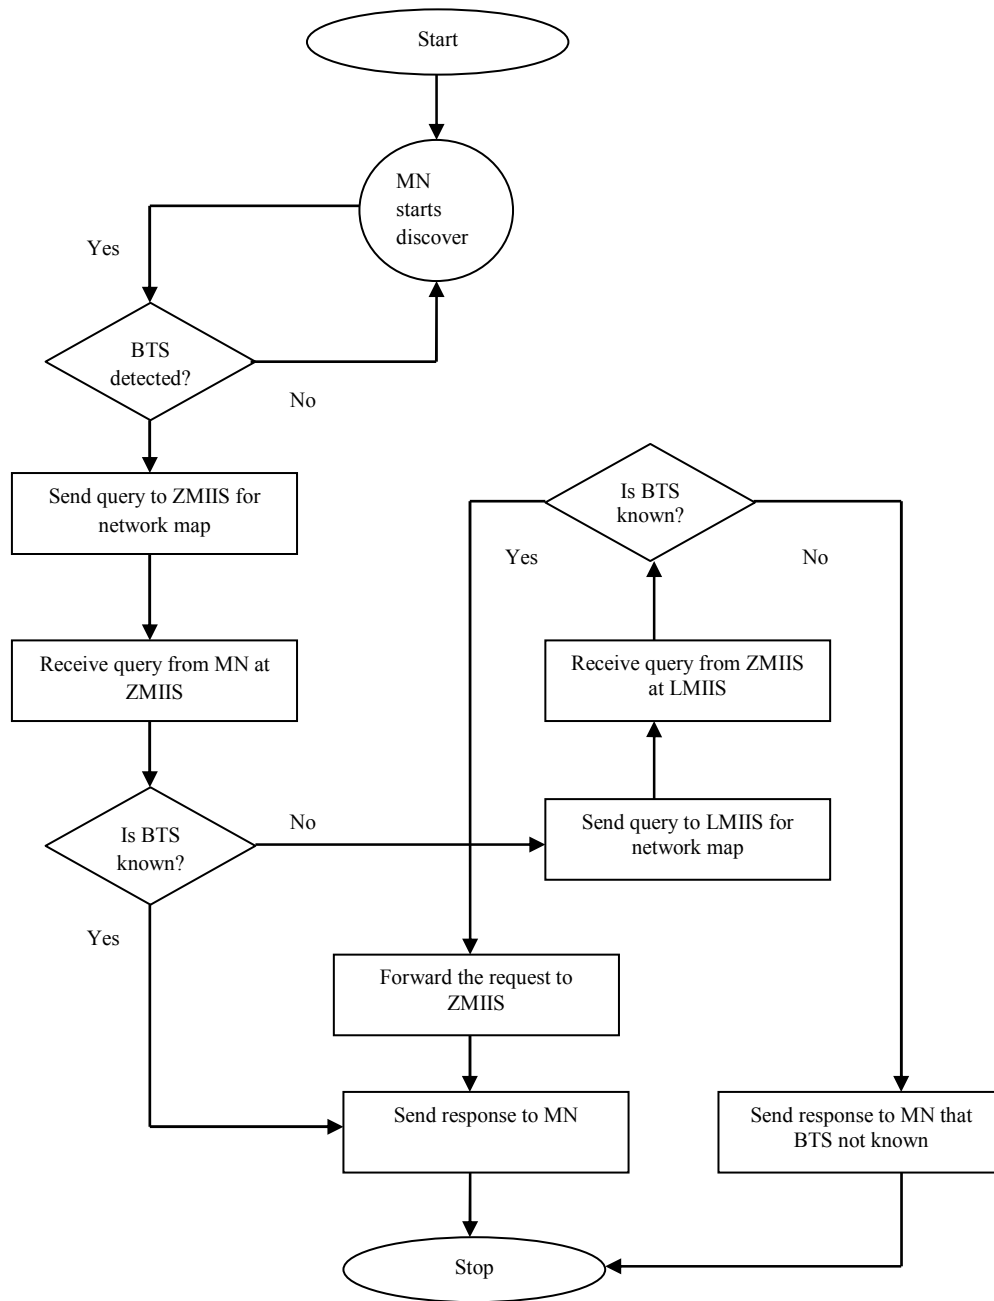 Start
MN
starts
discover
Yes
BTS
detected?
No
Send query to ZMIIS for
network map
Is BTS
known?
Yes
No
Receive query from MN at
ZMIIS
Receive query from ZMIIS
at LMIIS
Is BTS
known?
No
Send query to LMIIS for
network map
Yes
Forward the request to
ZMIIS
Send response to MN
Send response to MN that
BTS not known
Stop